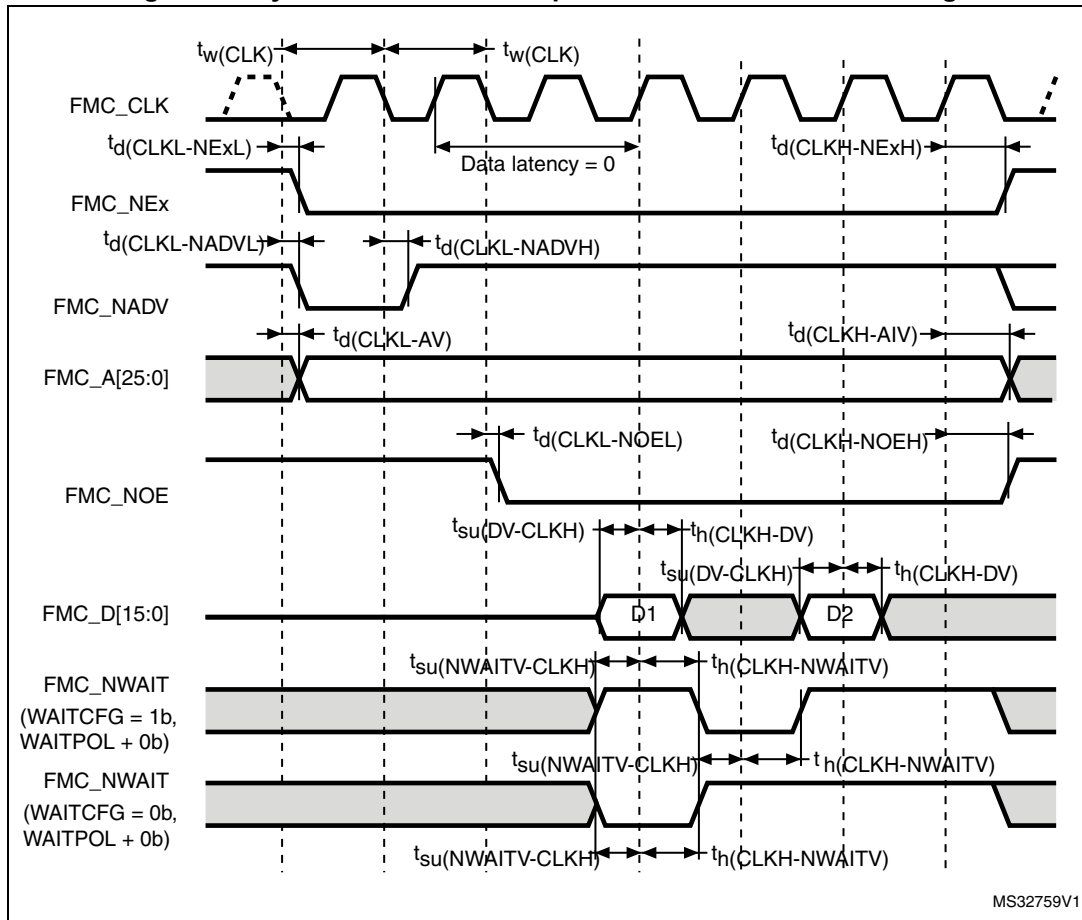 tw(CLK) tw(CLK)
FMC_CLK
td(CLKL-NExL) Data latency = 0 td(CLKH-NExH)
FMC_NEx
td(CLKL-NADVL) td(CLKL-NADVH)
FMC_NADV
td(CLKL-AV) td(CLKH-AIV)
FMC_A[25:0]
td(CLKL-NOEL) td(CLKH-NOEH)
FMC_NOE
tsu(DV-CLKH) th(CLKH-DV)
tsu(DV-CLKH) th(CLKH-DV)
FMC_D[15:0] D1 D2
tsu(NWAITV-CLKH) th(CLKH-NWAITV)
FMC_NWAIT
(WAITCFG = 1b,
WAITPOL + 0b)
tsu(NWAITV-CLKH) th(CLKH-NWAITV)
FMC_NWAIT
(WAITCFG = 0b,
WAITPOL + 0b)
tsu(NWAITV-CLKH) th(CLKH-NWAITV)
MS32759V1